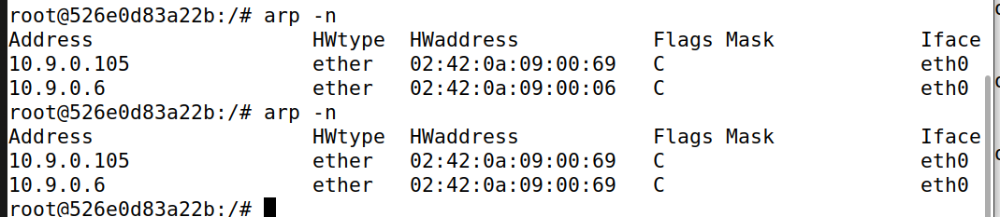 root@526e0d83a22b:/# arp -n
Address                  HWtype  HWaddress           Flags Mask            Iface
10.9.0.105               ether   02:42:0a:09:00:69   C                     eth0
10.9.0.6                 ether   02:42:0a:09:00:06   C                     eth0
root@526e0d83a22b:/# arp -n
Address                  HWtype  HWaddress           Flags Mask            Iface
10.9.0.105               ether   02:42:0a:09:00:69   C                     eth0
10.9.0.6                 ether   02:42:0a:09:00:69   C                     eth0
root@526e0d83a22b:/#